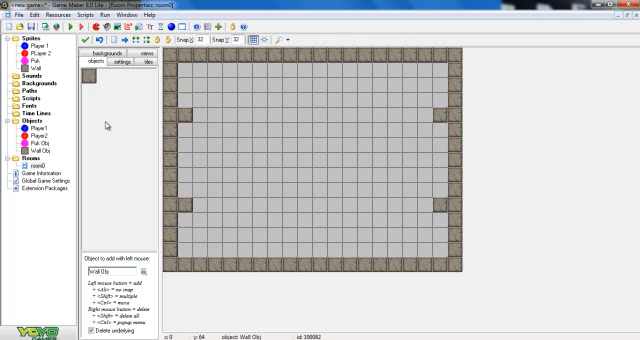 <new game>* - Game Maker 8.0 Lite - [Room Properties: room0]
File Edit Resources Scripts Run Window Help
Snap X: 32 Snap Y: 32
Sprites
Player 1
PLayer 2
Puk
Wall
Sounds
Backgrounds
Paths
Scripts
Fonts
Time Lines
Objects
Player1
Player2
Puk Obj
Wall Obj
Rooms
room0
Game Information
Global Game Settings
Extension Packages
backgrounds views
objects settings tiles
Object to add with left mouse:
Wall Obj
Left mouse button = add
+ <Alt> = no snap
+ <Shift> = multiple
+ <Ctrl> = move
Right mouse button = delete
+ <Shift> = delete all
+ <Ctrl> = popup menu
Delete underlying
YOYO
GAMES
x: 0 y: 64 object: Wall Obj id: 100082